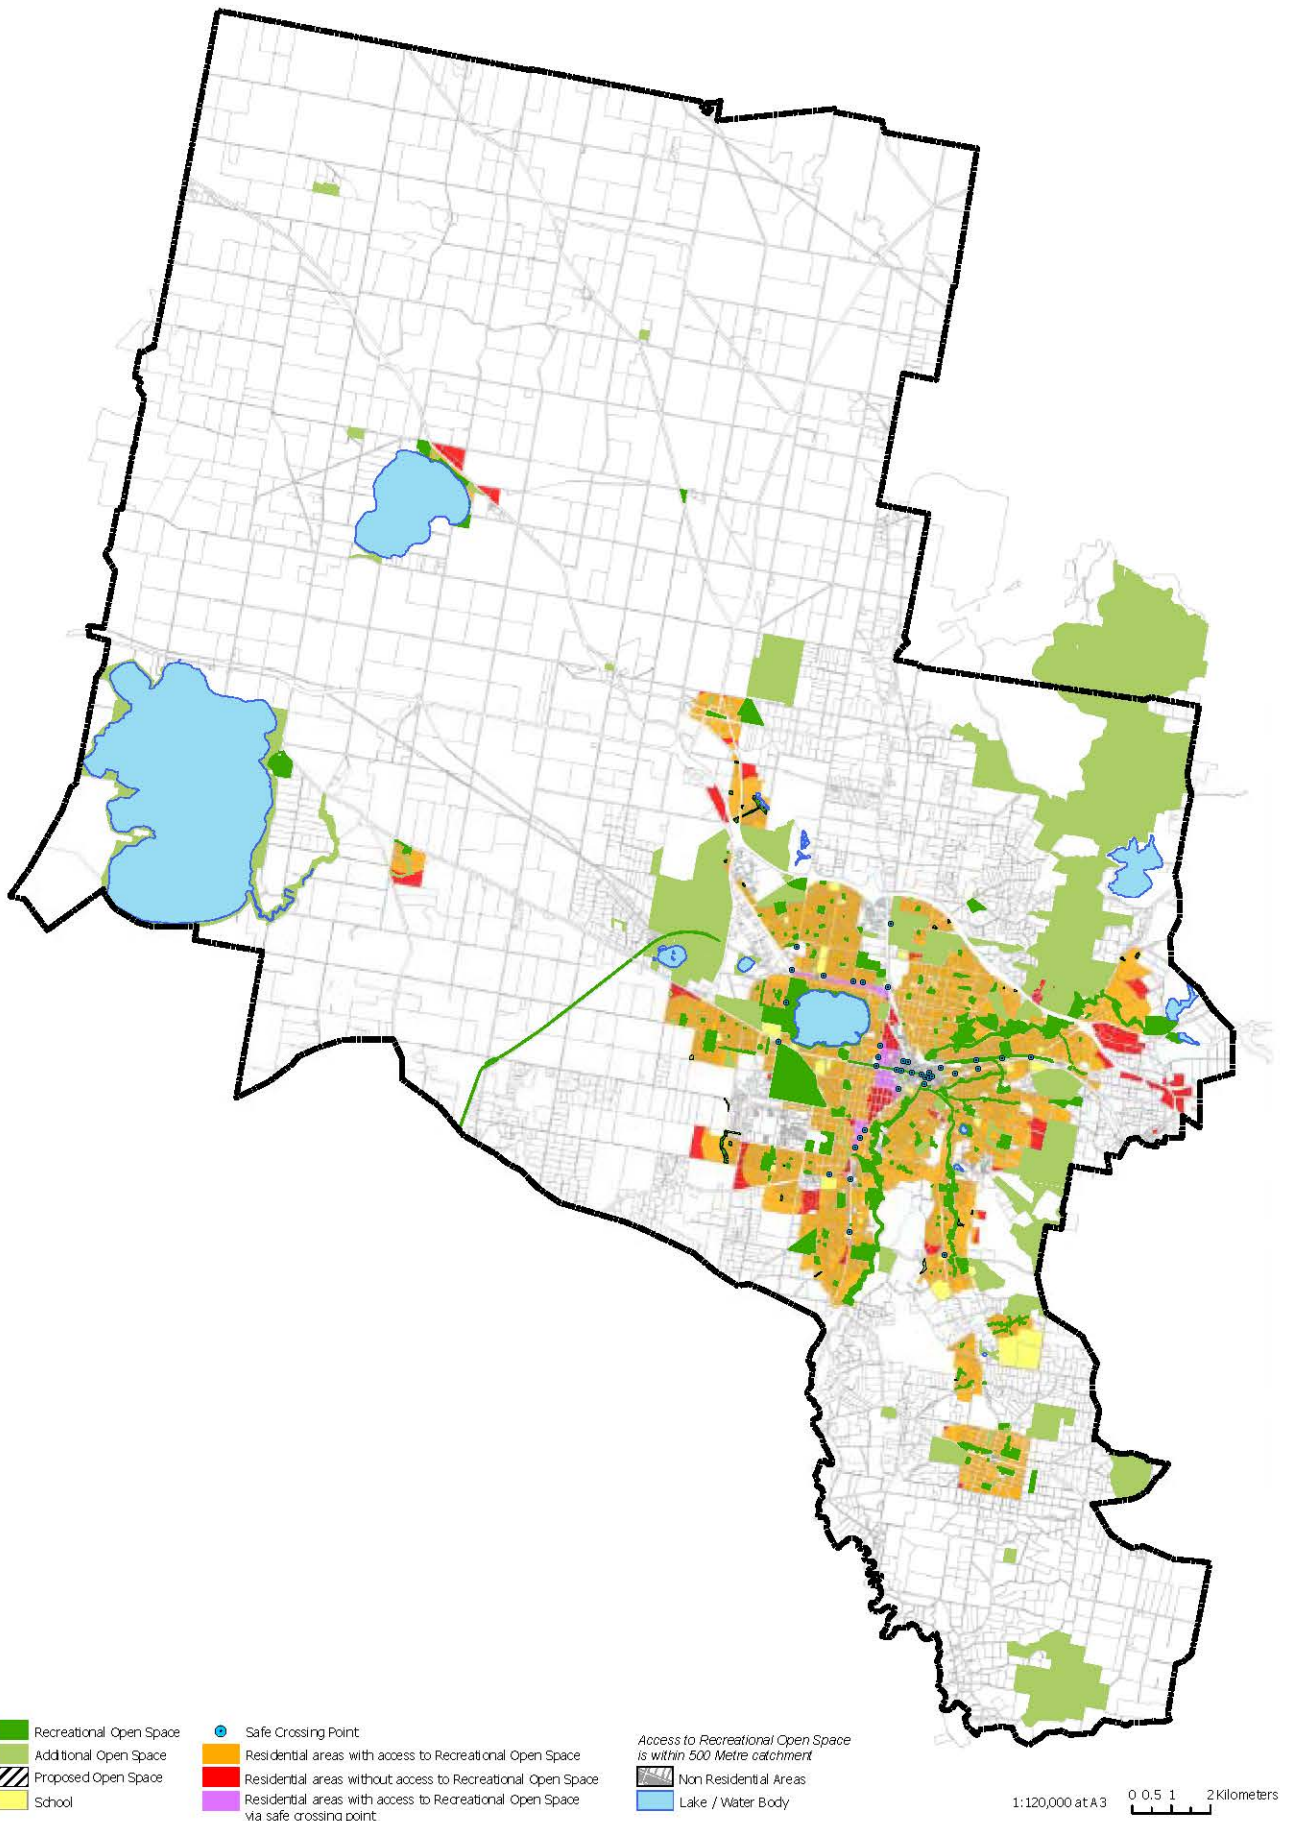 Recreational Open Space
Additional Open Space
Proposed Open Space
School
Safe Crossing Point
Residential areas with access to Recreational Open Space
Residential areas without access to Recreational Open Space
Residential areas with access to Recreational Open Space
via safe crossing point
Access to Recreational Open Space
is within 500 Metre catchment
Non Residential Areas
Lake / Water Body
1:120,000 at A3
0 0.5 1 2 Kilometers